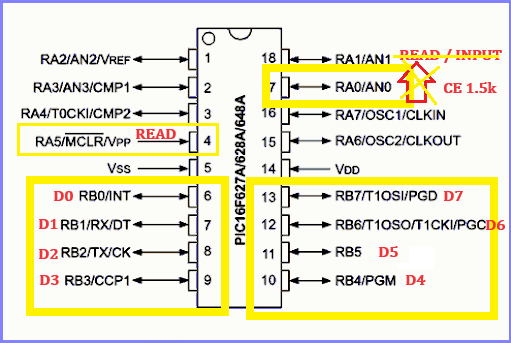 RA2/AN2/VREF 1 18 RA1/AN1 READ / INPUT
RA3/AN3/CMP1 2 7 RA0/AN0 CE 1.5k
RA4/T0CKI/CMP2 3 16 RA7/OSC1/CLKIN
RA5/MCLR/VPP READ 4 15 RA6/OSC2/CLKOUT
VSS 5 14 VDD
D0 RB0/INT 6 13 RB7/T1OSI/PGD D7
D1 RB1/RX/DT 7 12 RB6/T1OSO/T1CKI/PGC D6
D2 RB2/TX/CK 8 11 RB5 D5
D3 RB3/CCP1 9 10 RB4/PGM D4
PIC16F627A/628A/648A